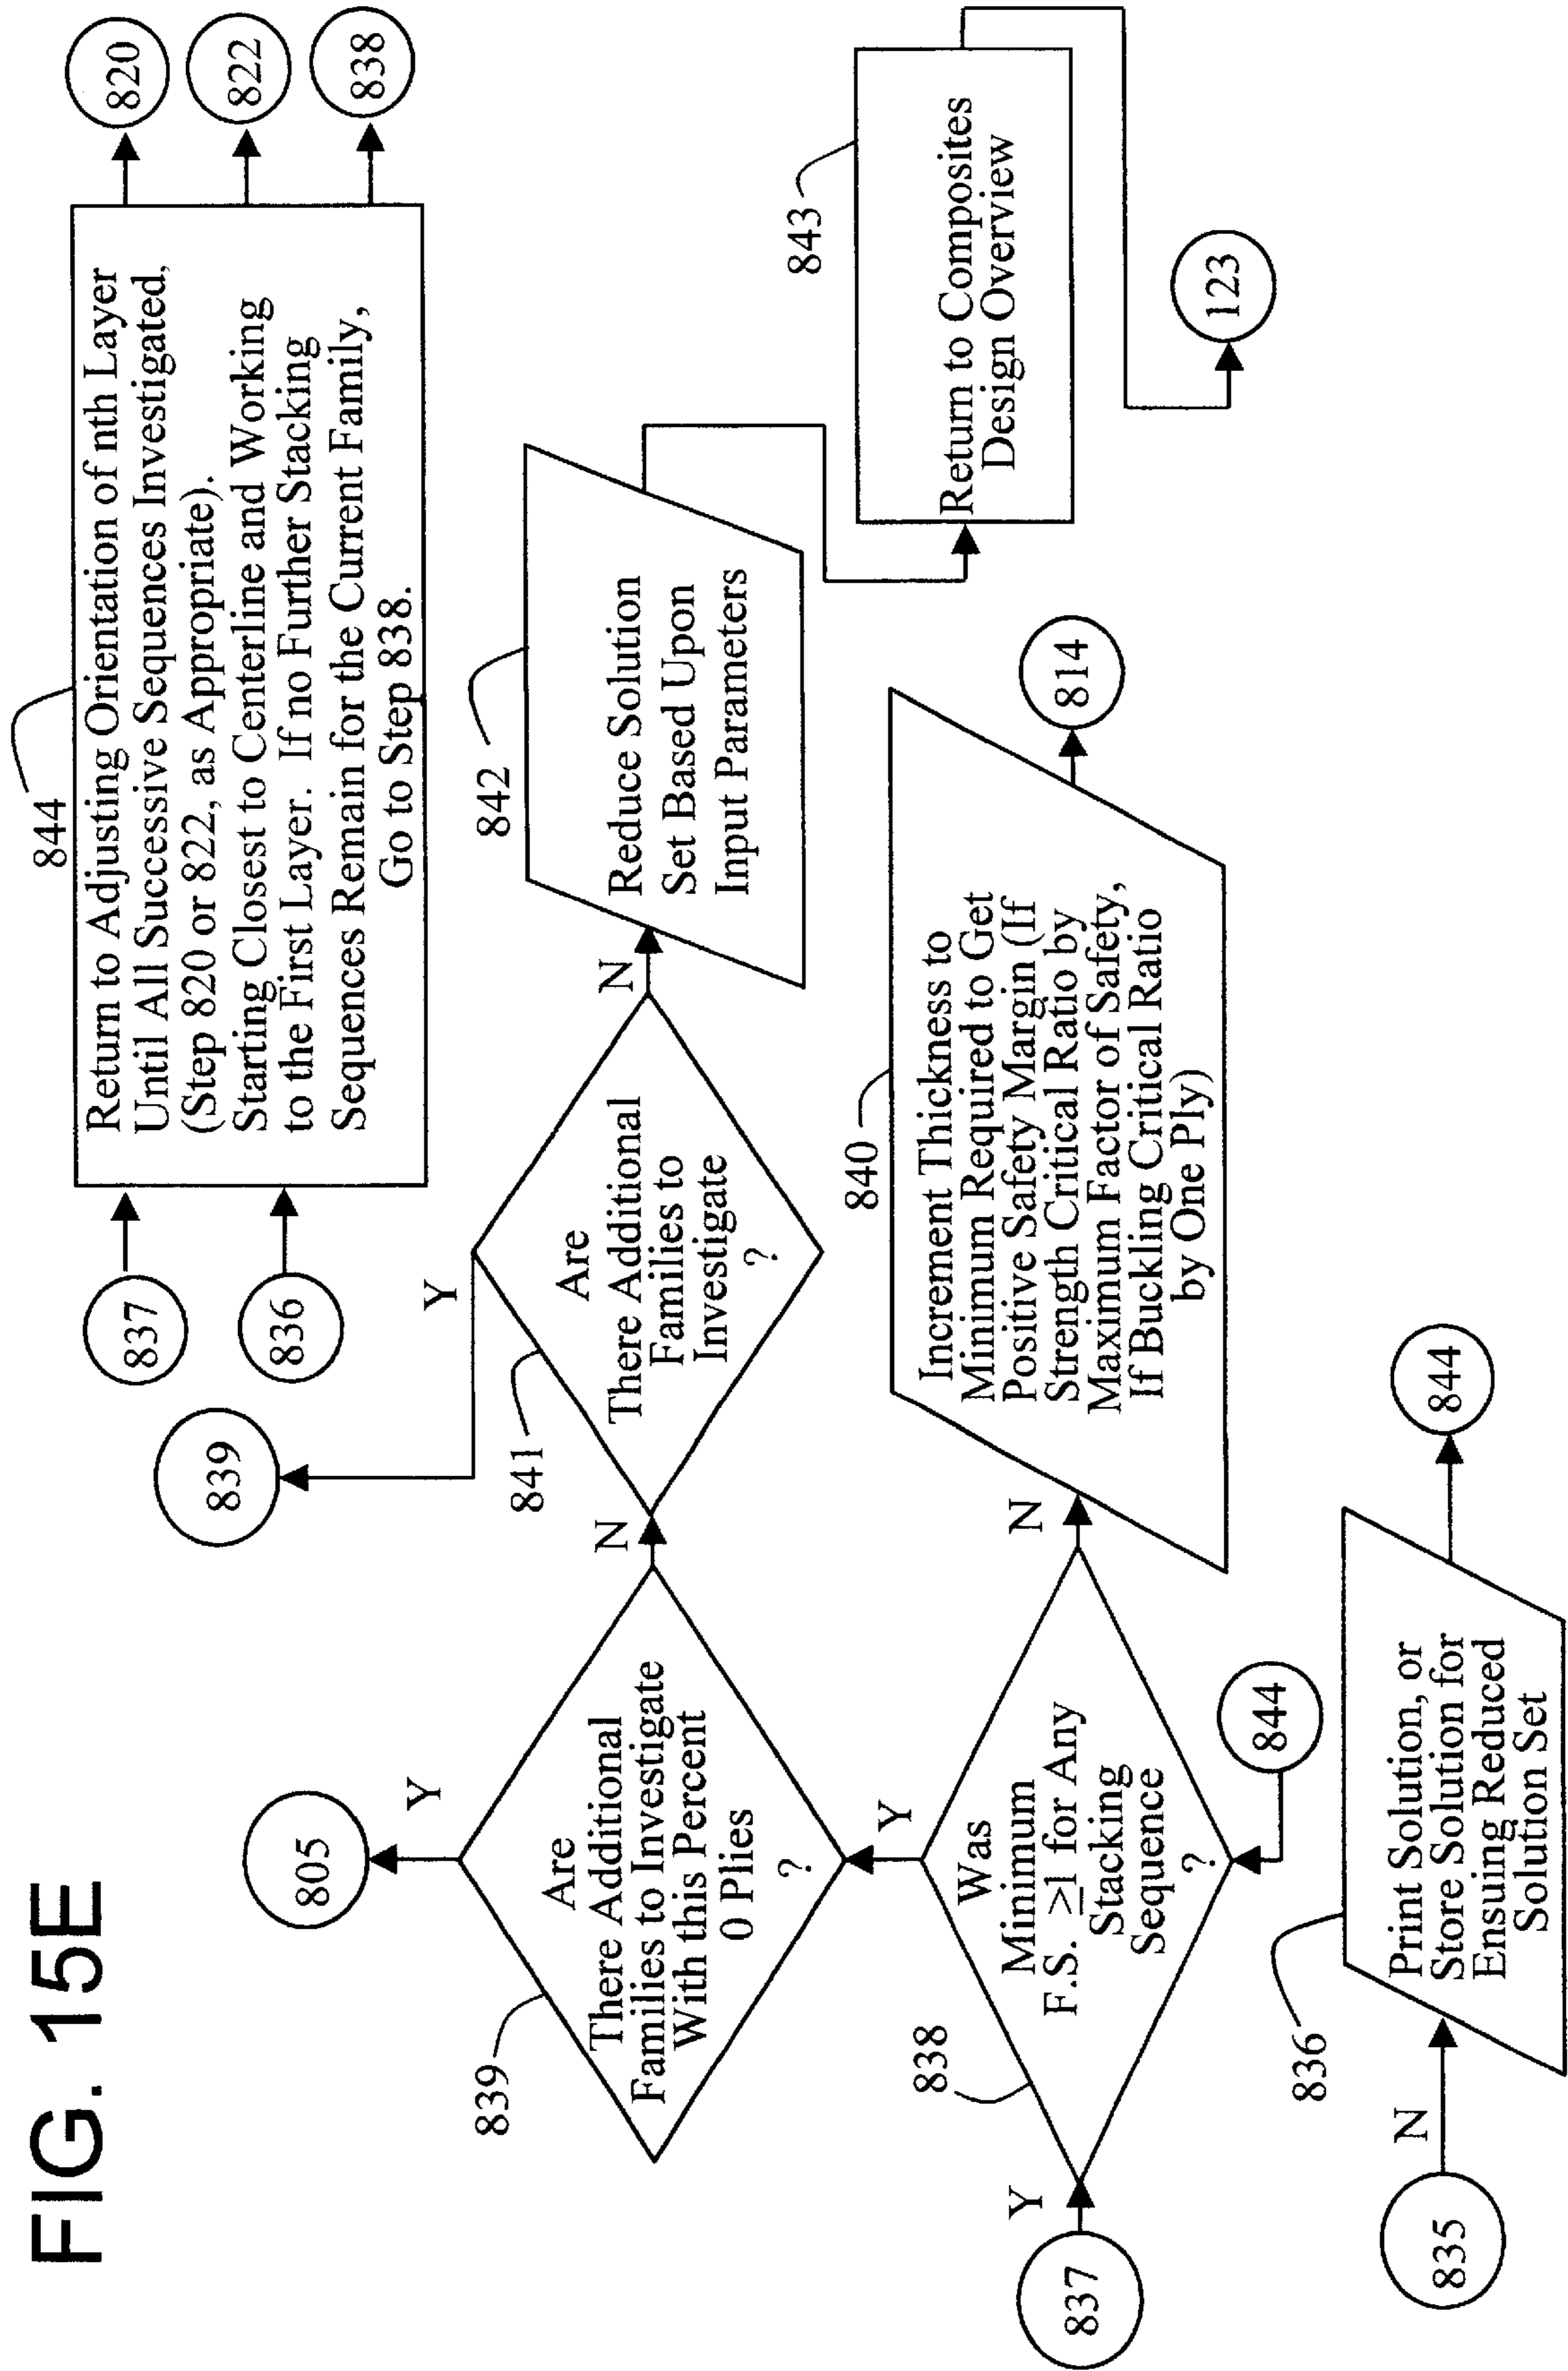 FIG. 15E
844
Return to Adjusting Orientation of nth Layer
Until All Successive Sequences Investigated,
(Step 820 or 822, as Appropriate).
Starting Closest to Centerline and Working
to the First Layer. If no Further Stacking
Sequences Remain for the Current Family,
Go to Step 838.
837
836
820
822
838
839
Y
805
Y
839
Are
There Additional
Families to Investigate
With this Percent
0 Plies
?
N
841
Are
There Additional
Families to
Investigate
?
N
842
Reduce Solution
Set Based Upon
Input Parameters
843
Return to Composites
Design Overview
123
837
Y
838
Was
Minimum
F.S. ≥1 for Any
Stacking
Sequence
?
Y
N
844
840
Increment Thickness to
Minimum Required to Get
Positive Safety Margin (If
Strength Critical Ratio by
Maximum Factor of Safety,
If Buckling Critical Ratio
by One Ply)
814
835
N
836
Print Solution, or
Store Solution for
Ensuing Reduced
Solution Set
844